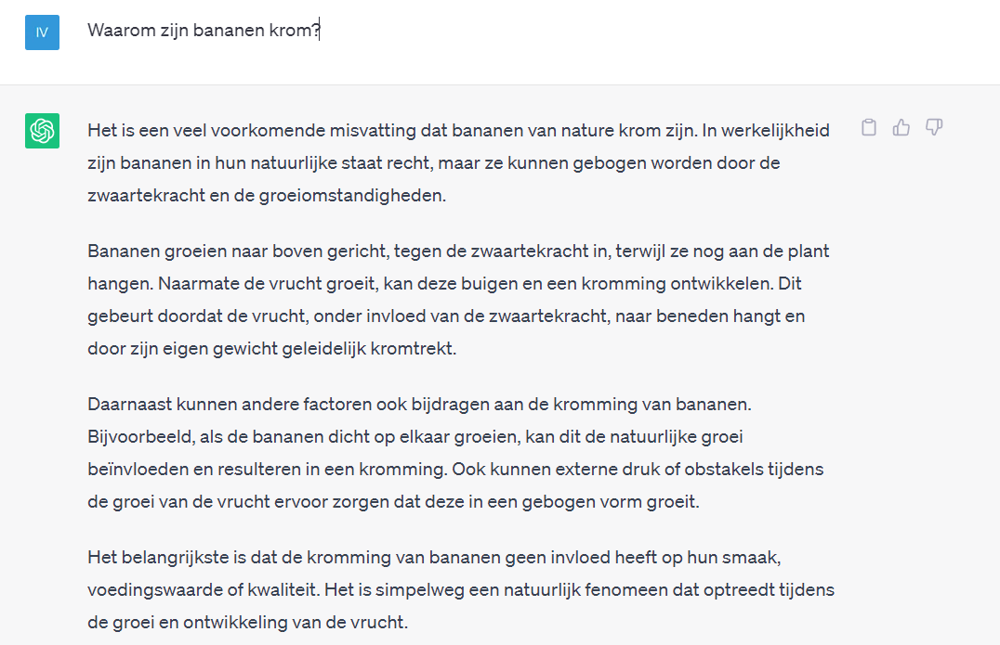 IV
Waarom zijn bananen krom?
Het is een veel voorkomende misvatting dat bananen van nature krom zijn. In werkelijkheid
zijn bananen in hun natuurlijke staat recht, maar ze kunnen gebogen worden door de
zwaartekracht en de groeiomstandigheden.
Bananen groeien naar boven gericht, tegen de zwaartekracht in, terwijl ze nog aan de plant
hangen. Naarmate de vrucht groeit, kan deze buigen en een kromming ontwikkelen. Dit
gebeurt doordat de vrucht, onder invloed van de zwaartekracht, naar beneden hangt en
door zijn eigen gewicht geleidelijk kromtrekt.
Daarnaast kunnen andere factoren ook bijdragen aan de kromming van bananen.
Bijvoorbeeld, als de bananen dicht op elkaar groeien, kan dit de natuurlijke groei
beïnvloeden en resulteren in een kromming. Ook kunnen externe druk of obstakels tijdens
de groei van de vrucht ervoor zorgen dat deze in een gebogen vorm groeit.
Het belangrijkste is dat de kromming van bananen geen invloed heeft op hun smaak,
voedingswaarde of kwaliteit. Het is simpelweg een natuurlijk fenomeen dat optreedt tijdens
de groei en ontwikkeling van de vrucht.